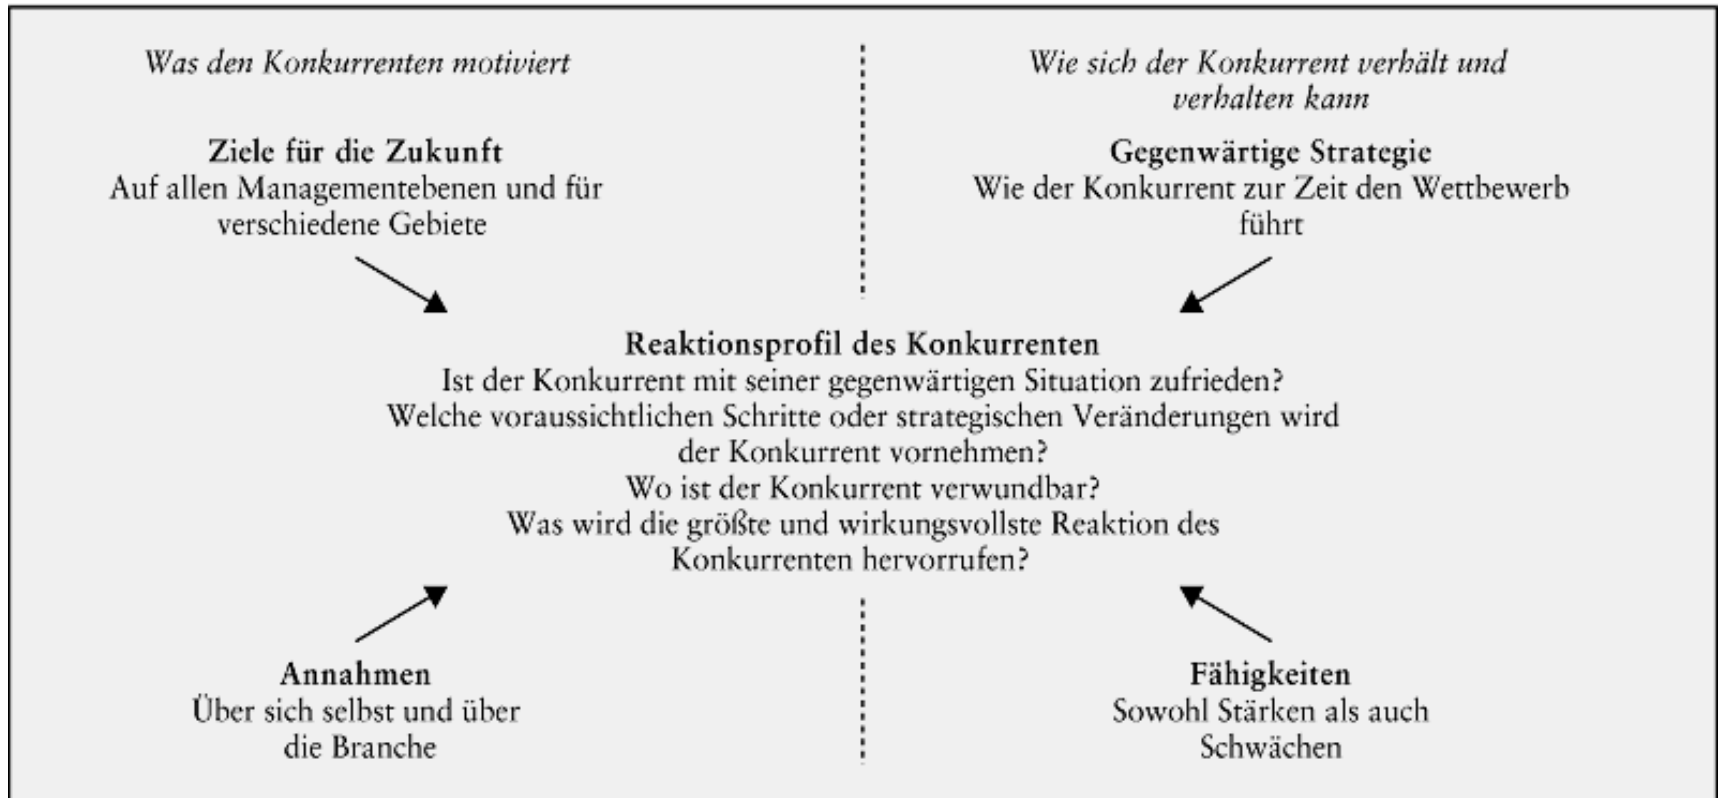 Was den Konkurrenten motiviert
Wie sich der Konkurrent verhält und
verhalten kann
Ziele für die Zukunft
Auf allen Managementebenen und für
verschiedene Gebiete
Gegenwärtige Strategie
Wie der Konkurrent zur Zeit den Wettbewerb
führt
Reaktionsprofil des Konkurrenten
Ist der Konkurrent mit seiner gegenwärtigen Situation zufrieden?
Welche voraussichtlichen Schritte oder strategischen Veränderungen wird
der Konkurrent vornehmen?
Wo ist der Konkurrent verwundbar?
Was wird die größte und wirkungsvollste Reaktion des
Konkurrenten hervorrufen?
Annahmen
Über sich selbst und über
die Branche
Fähigkeiten
Sowohl Stärken als auch
Schwächen